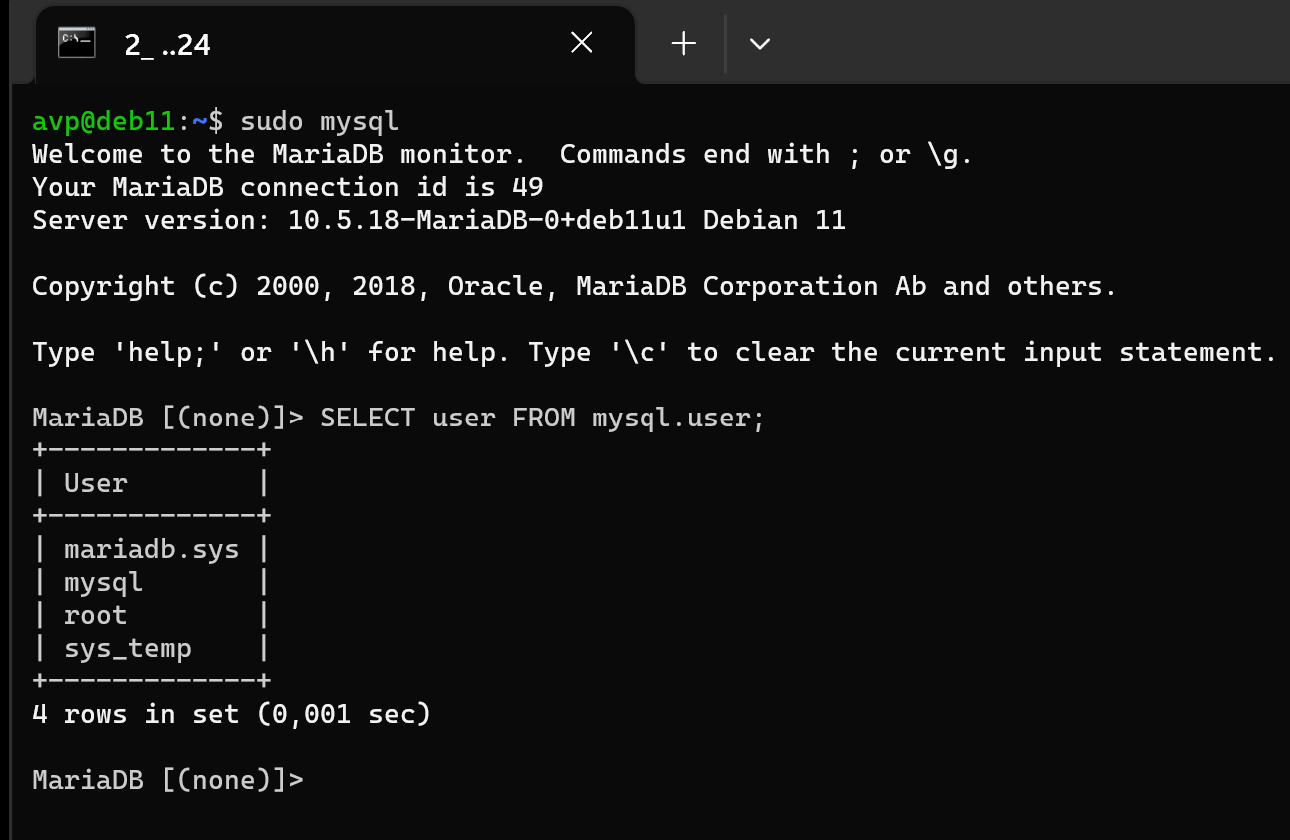 2_ ..24
avp@deb11:~$ sudo mysql
Welcome to the MariaDB monitor.  Commands end with ; or \g.
Your MariaDB connection id is 49
Server version: 10.5.18-MariaDB-0+deb11u1 Debian 11
Copyright (c) 2000, 2018, Oracle, MariaDB Corporation Ab and others.
Type 'help;' or '\h' for help. Type '\c' to clear the current input statement.
MariaDB [(none)]> SELECT user FROM mysql.user;
+-------------+
| User        |
+-------------+
| mariadb.sys |
| mysql       |
| root        |
| sys_temp    |
+-------------+
4 rows in set (0,001 sec)
MariaDB [(none)]>